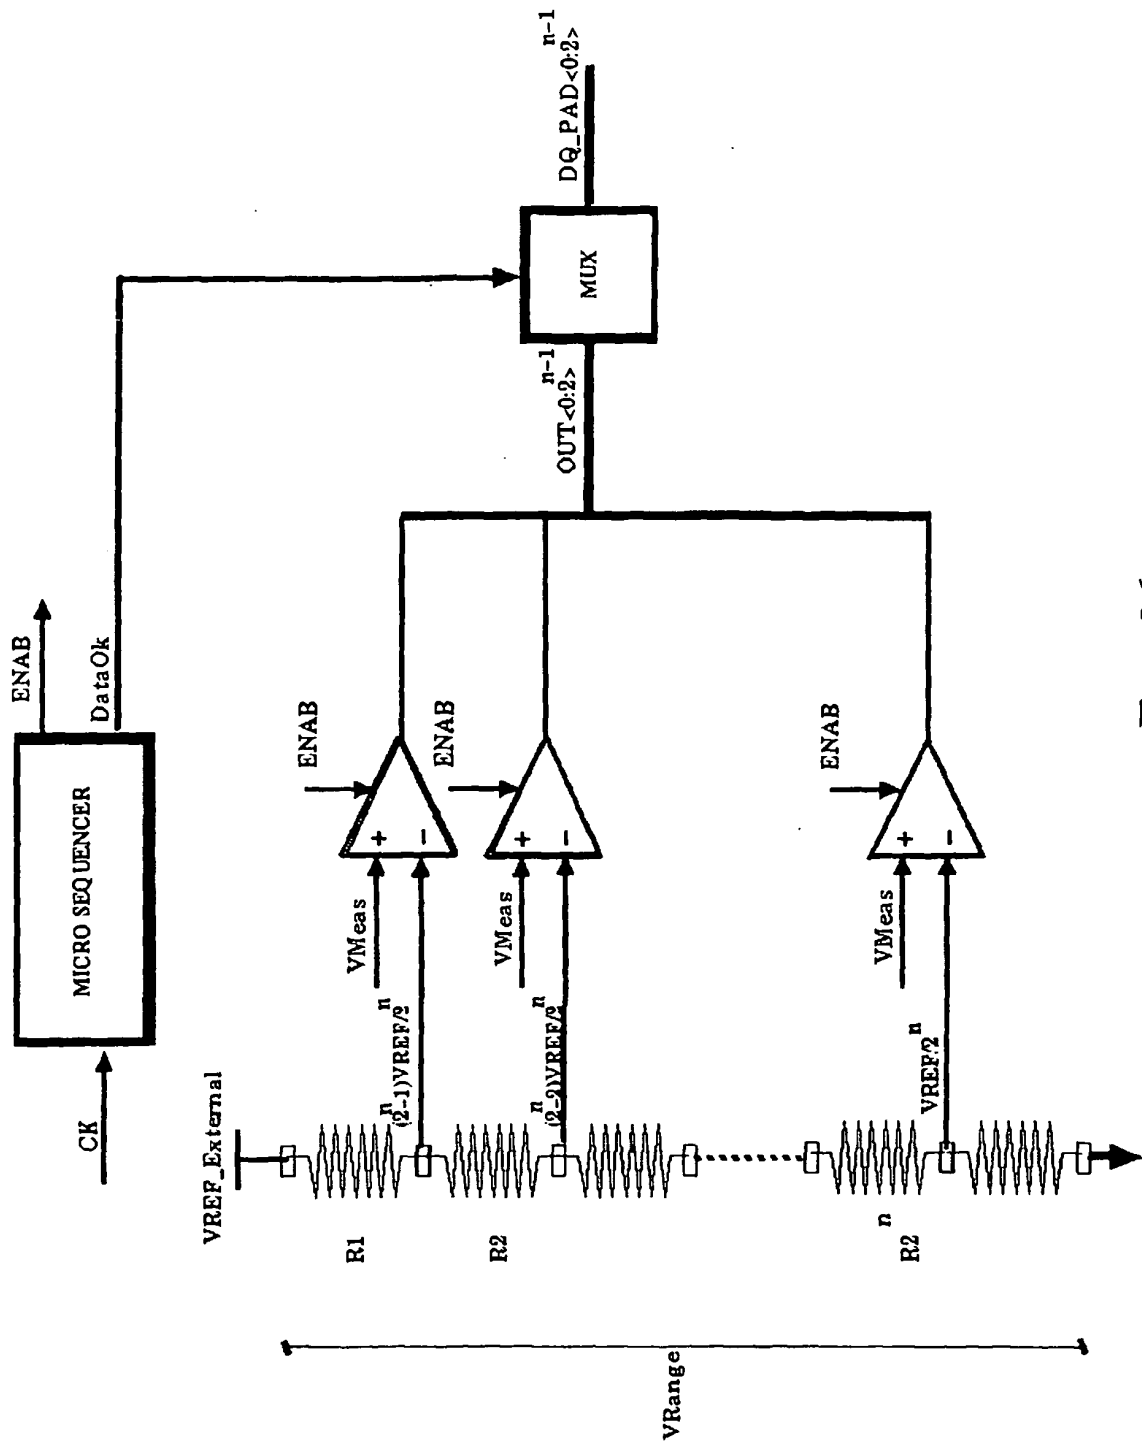 CK
MICRO SEQUENCER
ENAB
DataOk
VREF_External
R1
R2
n
R2
VRange
n n
(2-1)VREF/2
n n
(2-2)VREF/2
n
VREF/2
VMeas
VMeas
VMeas
+
-
+
-
+
-
ENAB
ENAB
ENAB
n-1
OUT<0:2>
MUX
n-1
DQ_PAD<0:2>